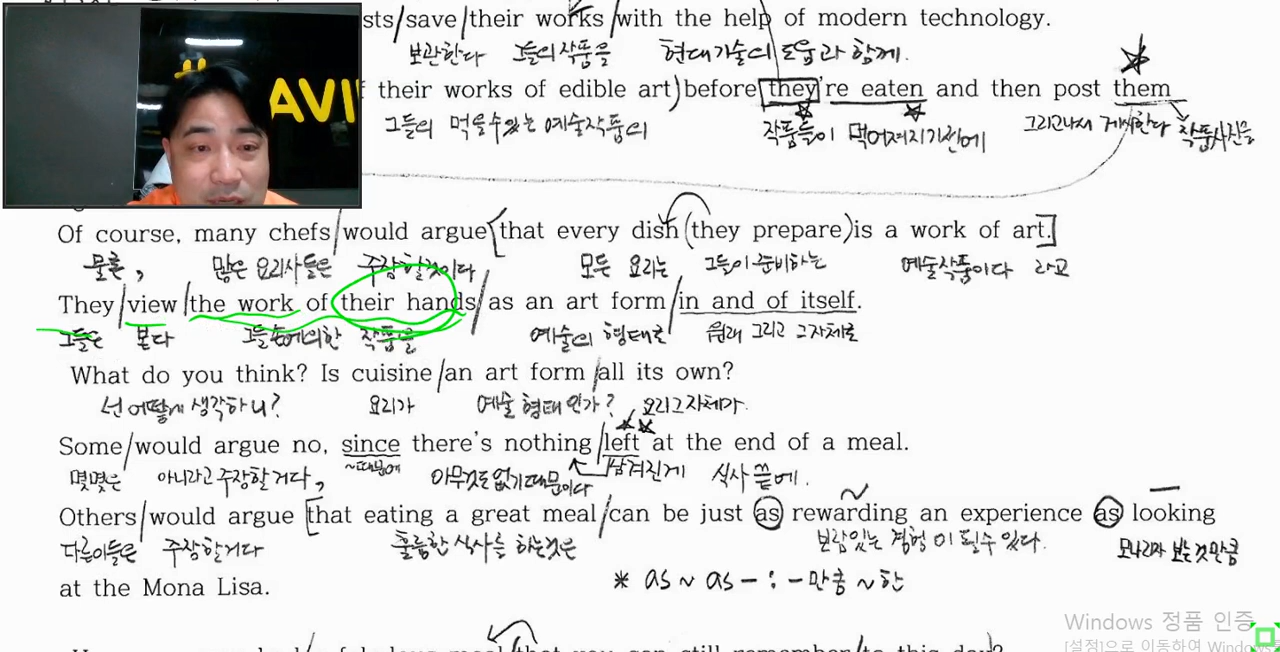 AVI
sts/save/their works/with the help of modern technology.
보관한다 그들의 작품을 현대기술의 도움과 함께.
f their works of edible art) before they're eaten and then post them
그들의 먹을수있는 예술작품의 작품들이 먹어져지기전에 그리고나서 게시한다 작품사진을
Of course, many chefs/would argue [that every dish (they prepare) is a work of art.]
물론, 많은 요리사들은 주장할것이다 모든 요리는 그들이 준비하는 예술작품이다 라고
They/view/the work of their hands/as an art form/in and of itself.
그들은 본다 그들손에의한 작품을 예술의 형태로 원래 그리고 그자체로
What do you think? Is cuisine/an art form/all its own?
넌 어떻게 생각하니? 요리가 예술 형태인가? 요리그자체가.
Some/would argue no, since there's nothing/left at the end of a meal.
~때문에
몇몇은 아니라고 주장할거다, 아무것도 없기때문이다 남겨진게 식사 끝에.
Others/would argue [that eating a great meal/can be just as rewarding an experience as looking
다른이들은 주장할거다 훌륭한 식사를 하는것은 보람있는 경험이 될수 있다. 모나리자 보는것만큼
at the Mona Lisa.
* as ~ as - : -만큼 ~한
Windows 정품 인증
[설정]으로 이동하여 Window